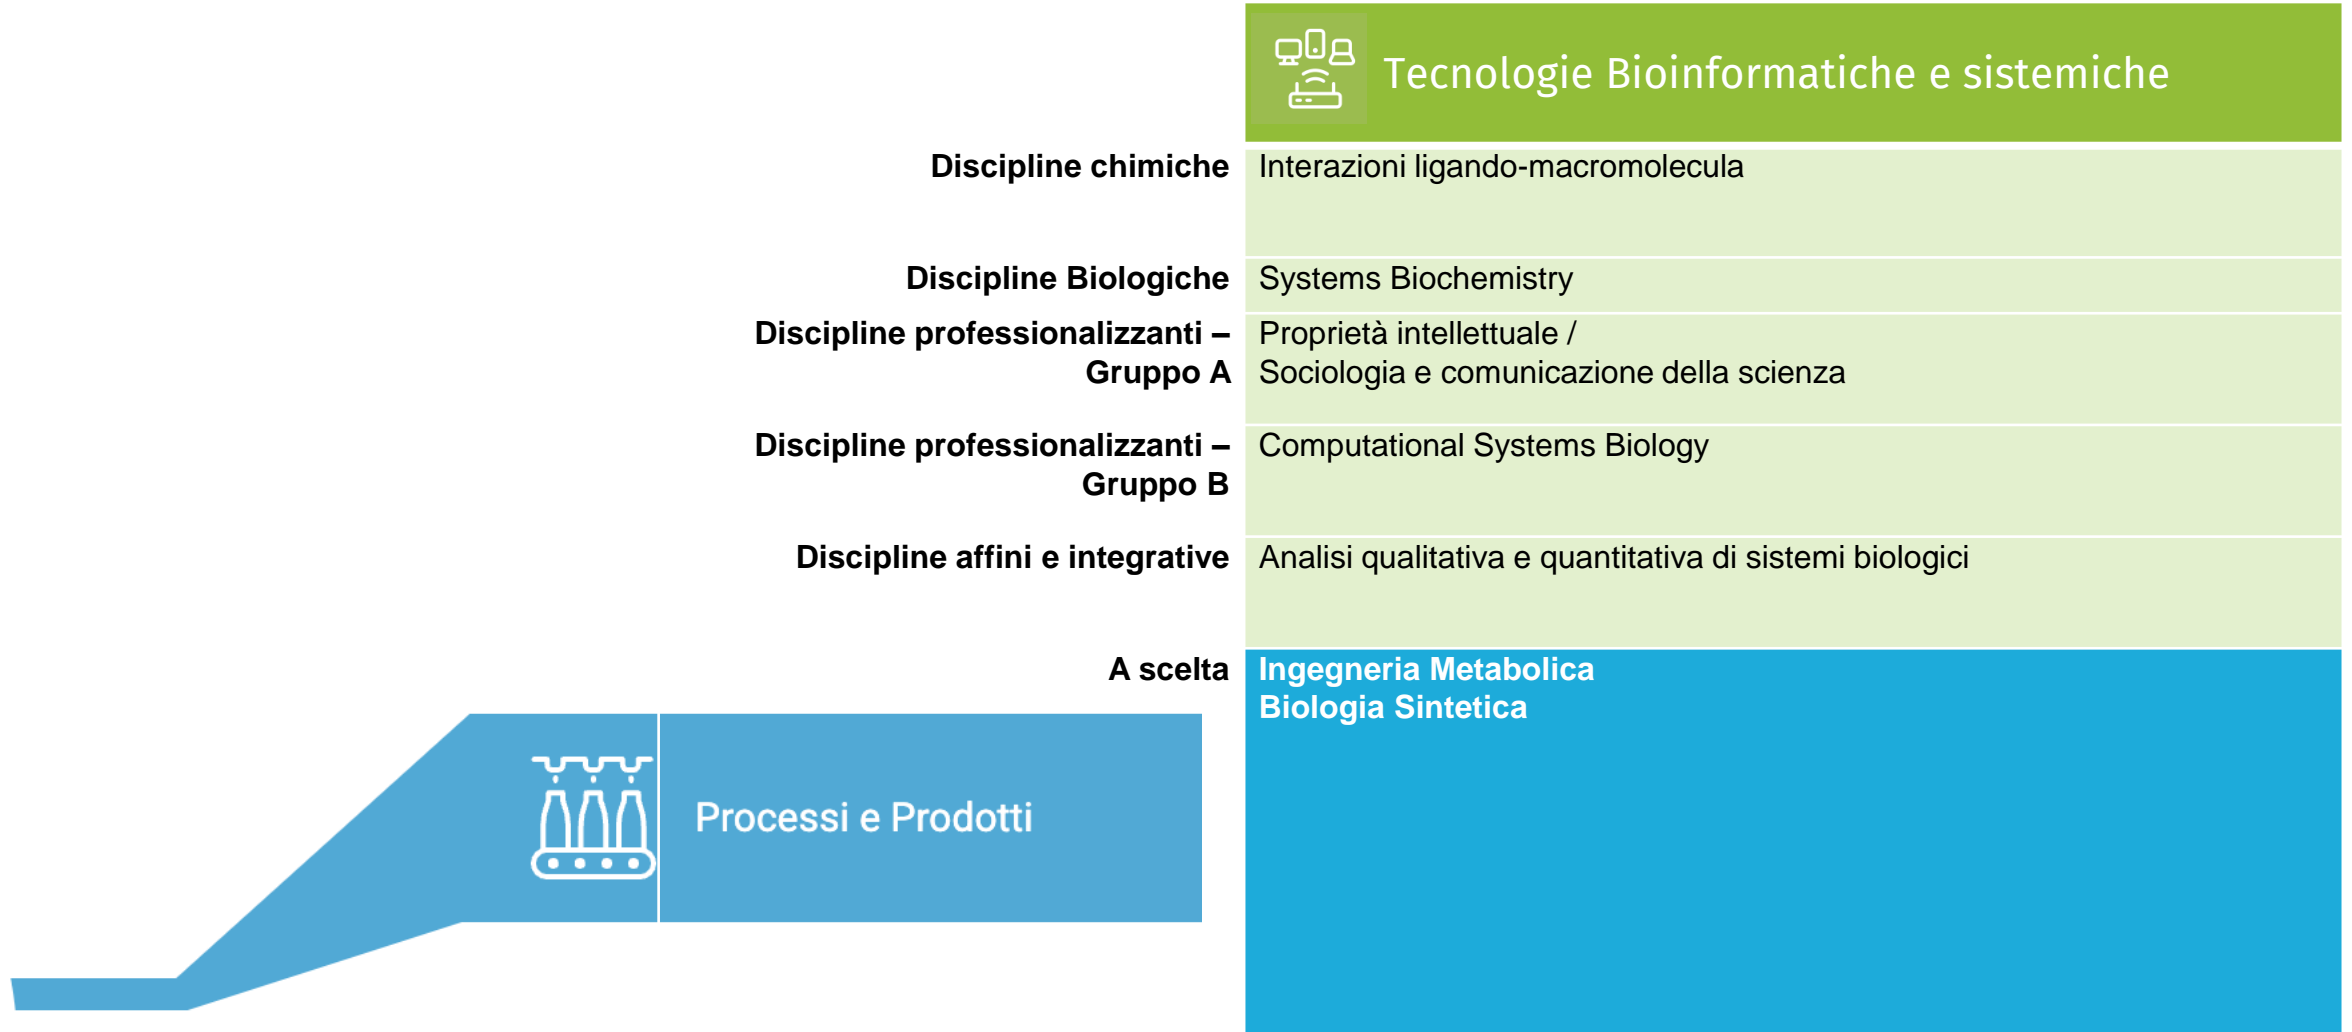 Tecnologie Bioinformatiche e sistemiche
Discipline chimiche
Interazioni ligando-macromolecula
Discipline Biologiche
Systems Biochemistry
Discipline professionalizzanti –
Gruppo A
Proprietà intellettuale /
Sociologia e comunicazione della scienza
Discipline professionalizzanti –
Gruppo B
Computational Systems Biology
Discipline affini e integrative
Analisi qualitativa e quantitativa di sistemi biologici
A scelta
Ingegneria Metabolica
Biologia Sintetica
Processi e Prodotti